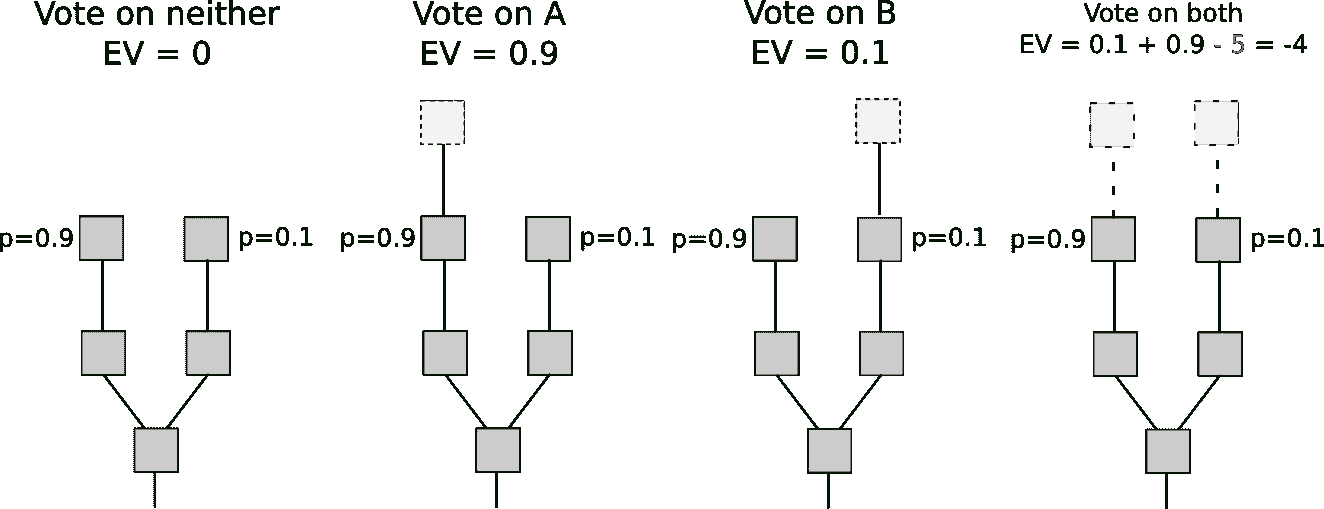 Vote on neither
EV = 0
Vote on A
EV = 0.9
Vote on B
EV = 0.1
Vote on both
EV = 0.1 + 0.9 - 5 = -4
p=0.9
p=0.1
p=0.9
p=0.1
p=0.9
p=0.1
p=0.9
p=0.1